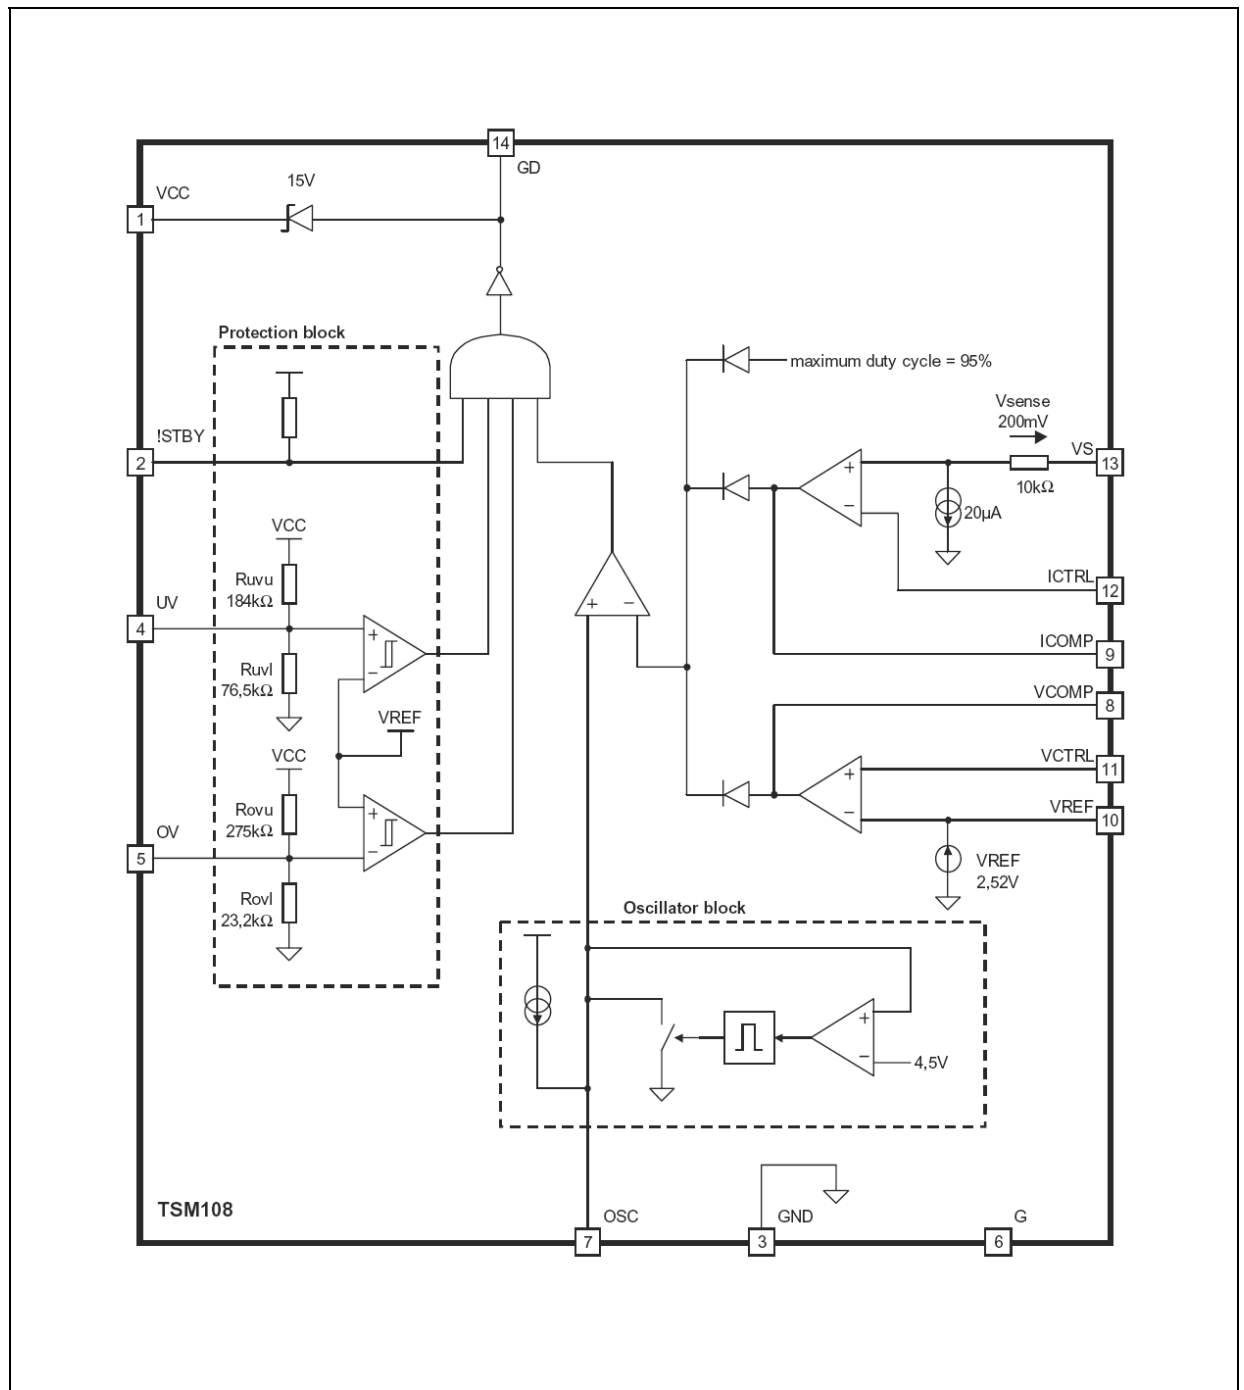 14
GD
15V
VCC
1
Protection block
maximum duty cycle = 95%
Vsense
200mV
!STBY
VS
2
13
+
10kΩ
−
20µA
VCC
Ruvu
184kΩ
ICTRL
12
UV
4
+ −
+
ICOMP
9
Ruvl
76,5kΩ
−
VCOMP
8
VREF
VCC
VCTRL
11
+
Rovu
275kΩ
VREF
10
−
+
OV
5
−
VREF
2,52V
Rovl
23,2kΩ
Oscillator block
+
−
4,5V
TSM108
OSC
GND
G
7
3
6